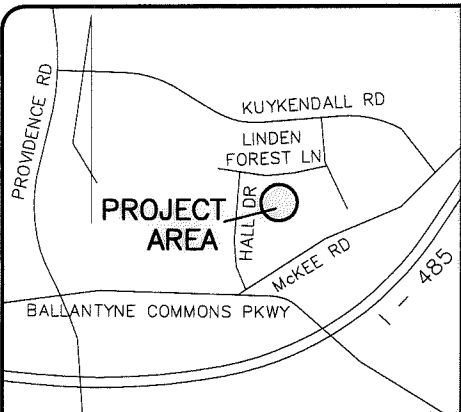 PROVIDENCE RD
KUYKENDALL RD
LINDEN
FOREST LN
PROJECT
AREA
HALL DR
McKEE RD
I - 485
BALLANTYNE COMMONS PKWY